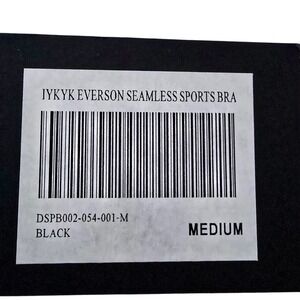 JYKYK EVERSON SEAMLESS SPORTS BRA
DSPB002-054-001-M
BLACK
MEDIUM